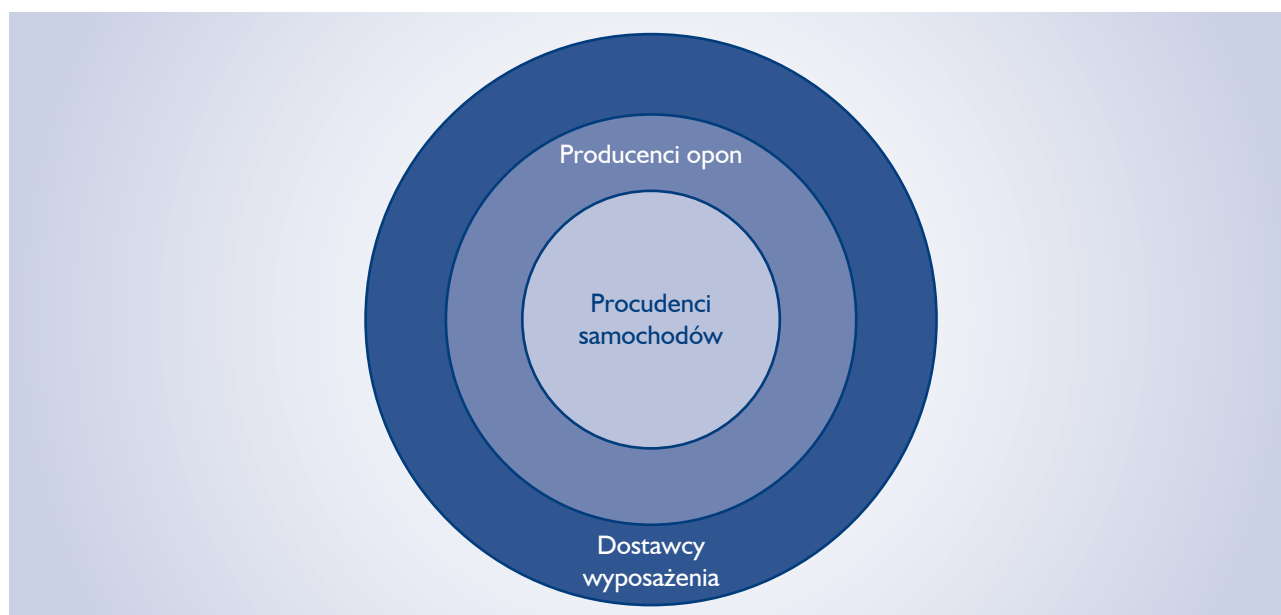 Producenci opon
Procudenci
samochodów
Dostawcy
wyposażenia